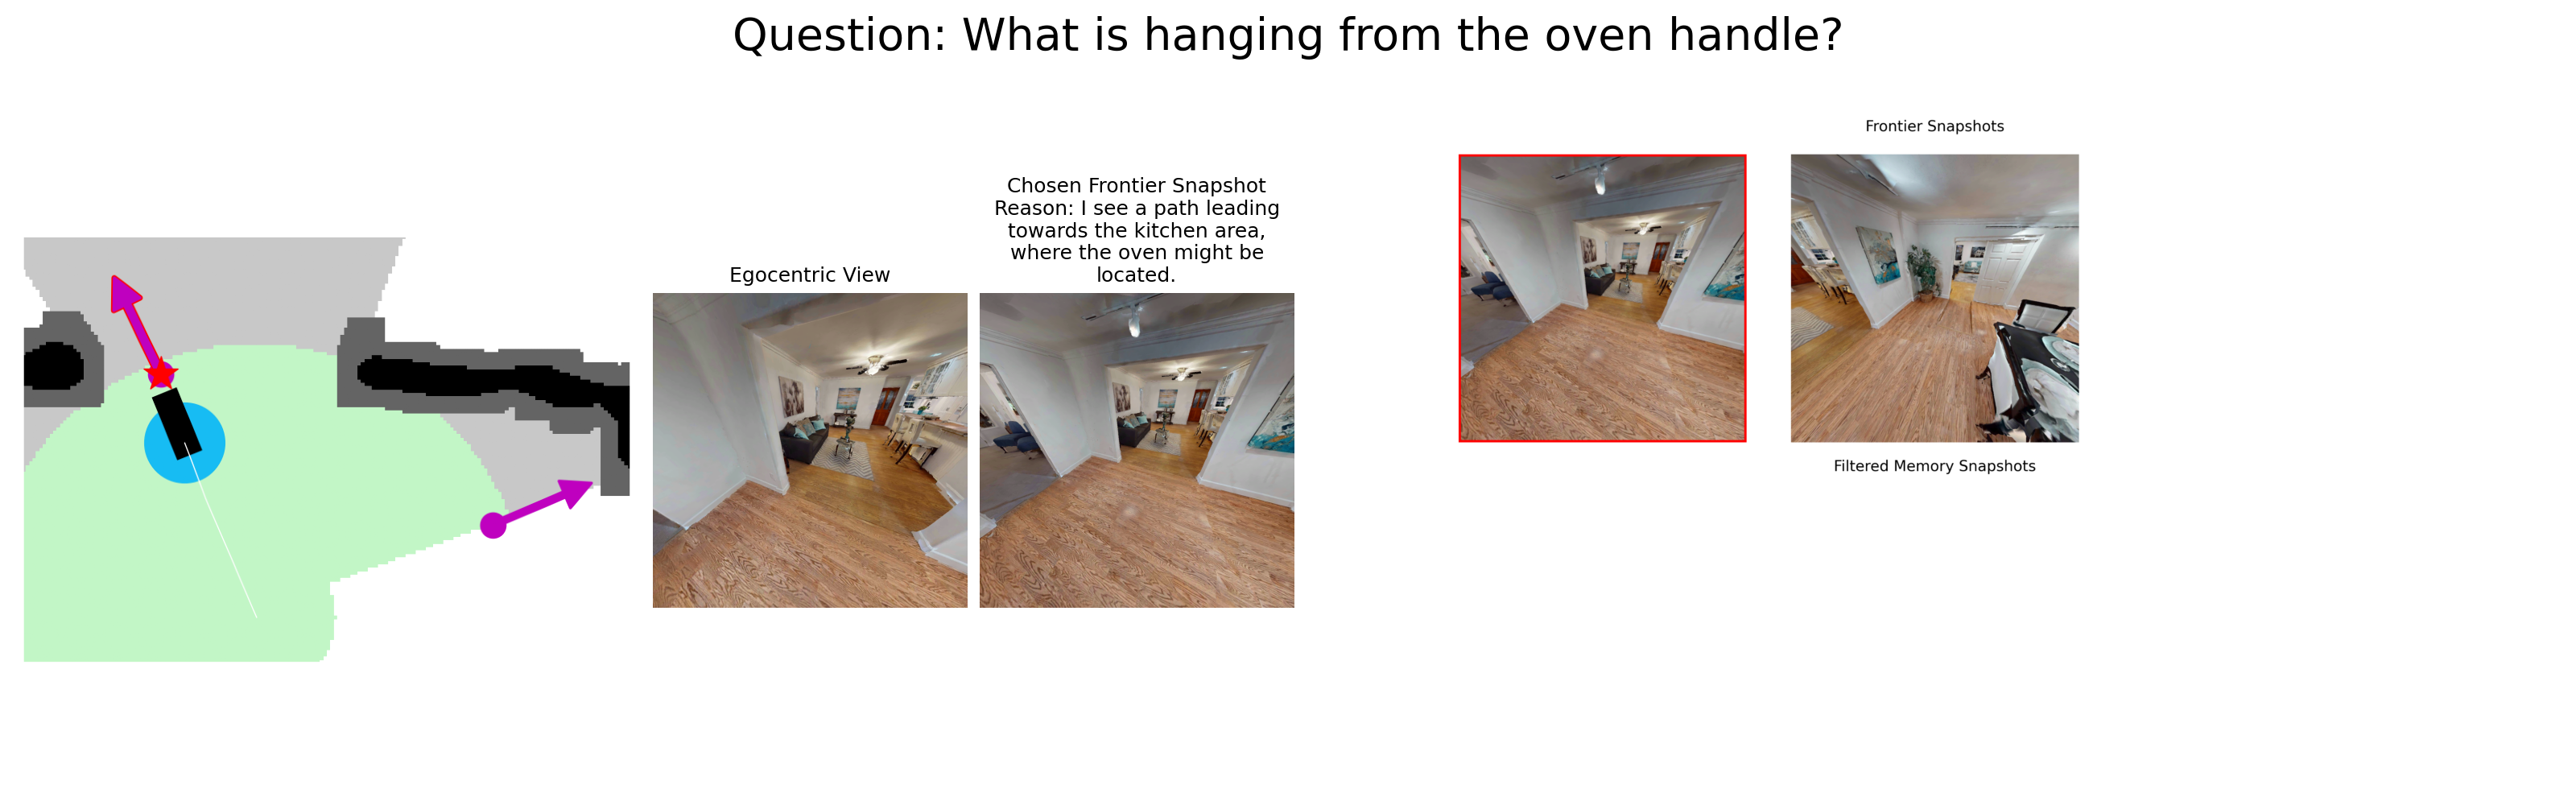 Question: What is hanging from the oven handle?
Frontier Snapshots
Chosen Frontier Snapshot
Reason: I see a path leading
towards the kitchen area,
where the oven might be
located.
Egocentric View
Filtered Memory Snapshots